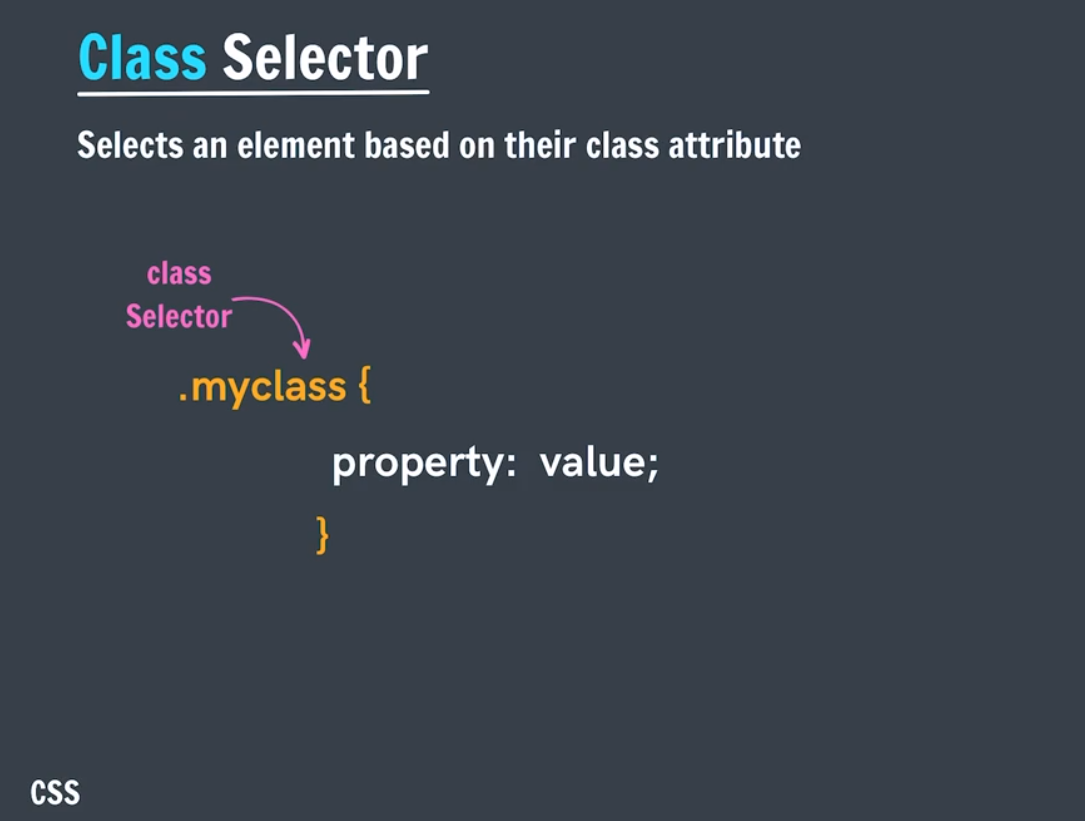 Class Selector
Selects an element based on their class attribute
class
Selector
.myclass {
property: value;
}
CSS